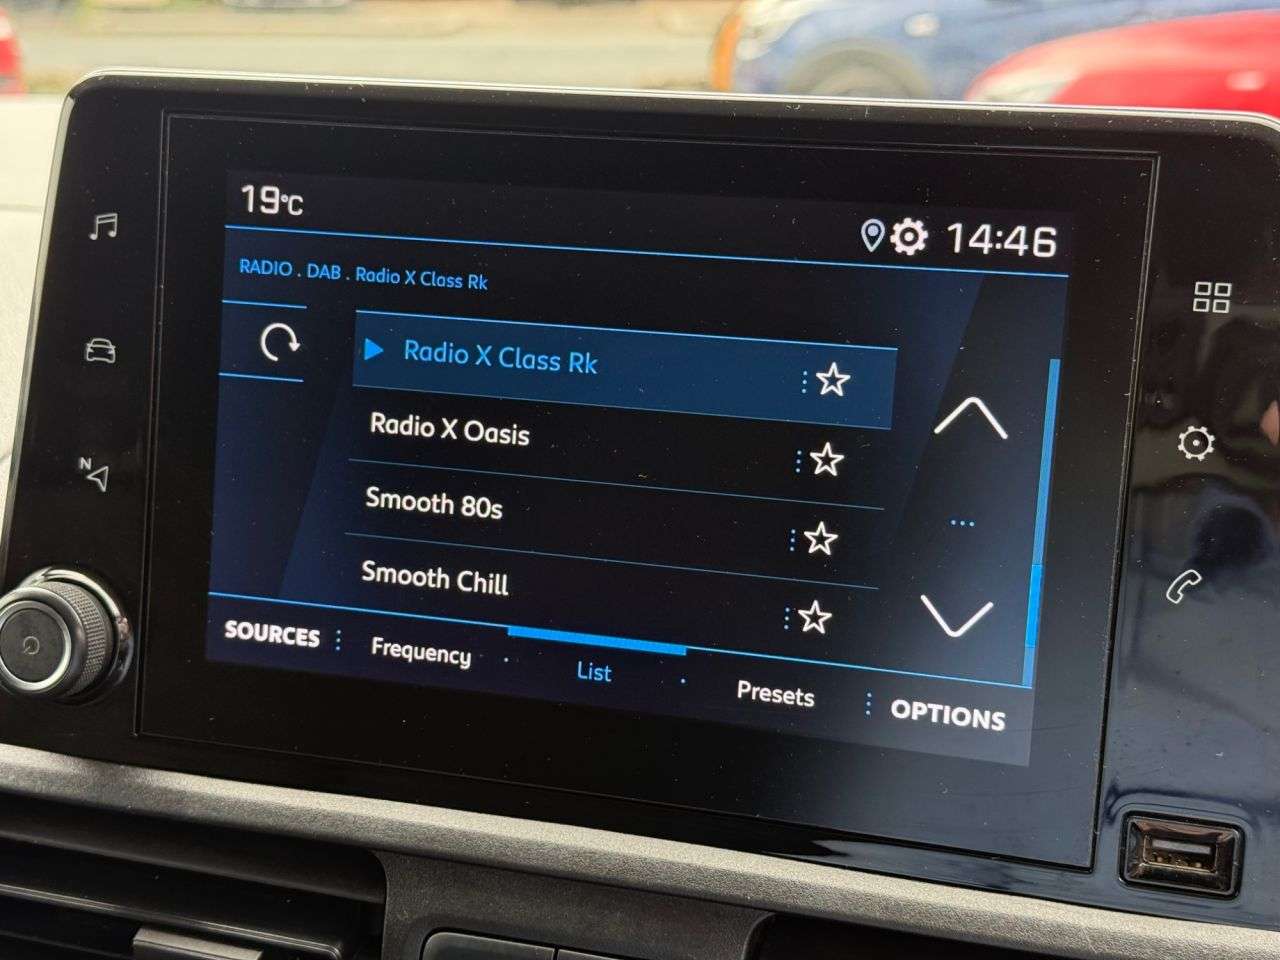 19°C
14:46
RADIO . DAB . Radio X Class Rk
Radio X Class Rk
Radio X Oasis
Smooth 80s
Smooth Chill
SOURCES
Frequency
List
Presets
OPTIONS
N